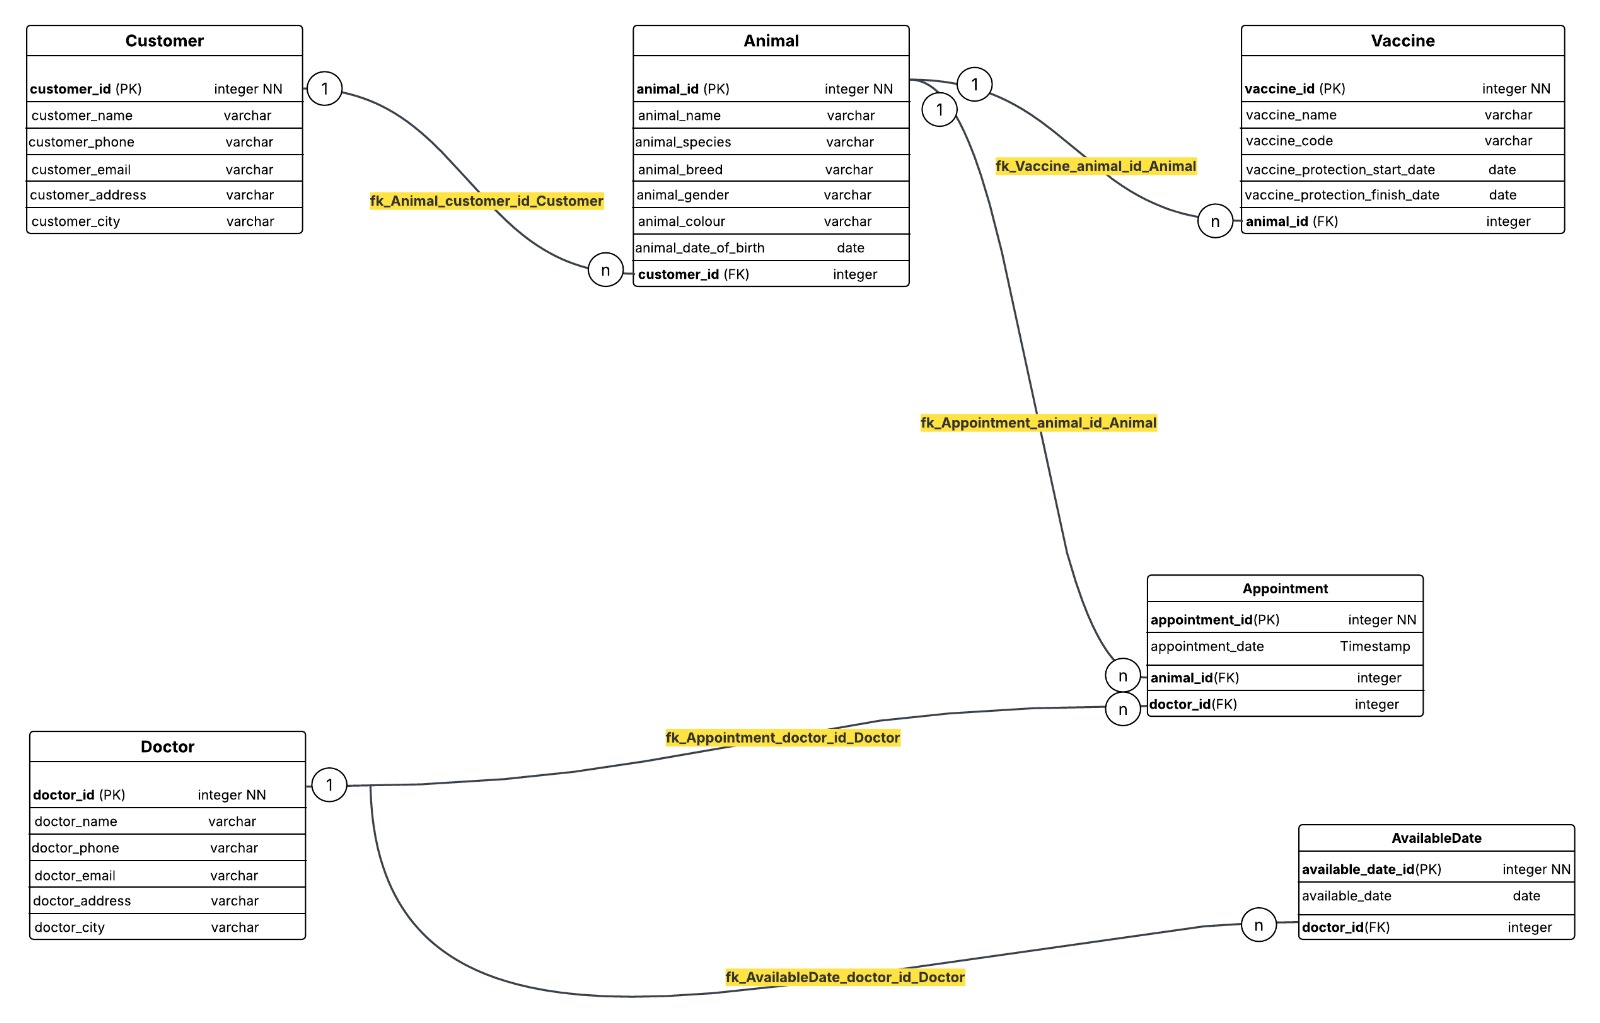 Customer
customer_id (PK) integer NN
customer_name varchar
customer_phone varchar
customer_email varchar
customer_address varchar
customer_city varchar
1
fk_Animal_customer_id_Customer
n
Animal
animal_id (PK) integer NN
animal_name varchar
animal_species varchar
animal_breed varchar
animal_gender varchar
animal_colour varchar
animal_date_of_birth date
customer_id (FK) integer
1
1
fk_Vaccine_animal_id_Animal
n
Vaccine
vaccine_id (PK) integer NN
vaccine_name varchar
vaccine_code varchar
vaccine_protection_start_date date
vaccine_protection_finish_date date
animal_id (FK) integer
fk_Appointment_animal_id_Animal
Appointment
appointment_id(PK) integer NN
appointment_date Timestamp
animal_id(FK) integer
doctor_id(FK) integer
n
n
fk_Appointment_doctor_id_Doctor
Doctor
doctor_id (PK) integer NN
doctor_name varchar
doctor_phone varchar
doctor_email varchar
doctor_address varchar
doctor_city varchar
1
AvailableDate
available_date_id(PK) integer NN
available_date date
doctor_id(FK) integer
n
fk_AvailableDate_doctor_id_Doctor